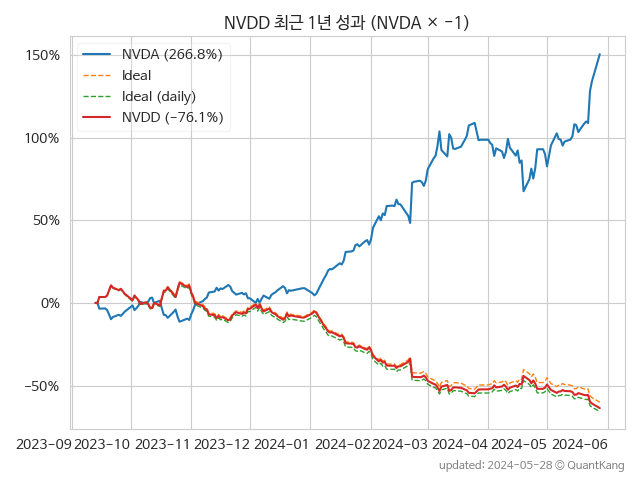 NVDD 최근 1년 성과 (NVDA × −1)
NVDA (266.8%)
Ideal
Ideal (daily)
NVDD (−76.1%)
150%
100%
50%
0%
−50%
2023-09 2023-10 2023-11 2023-12 2024-01 2024-02 2024-03 2024-04 2024-05 2024-06
updated: 2024-05-28 © QuantKang